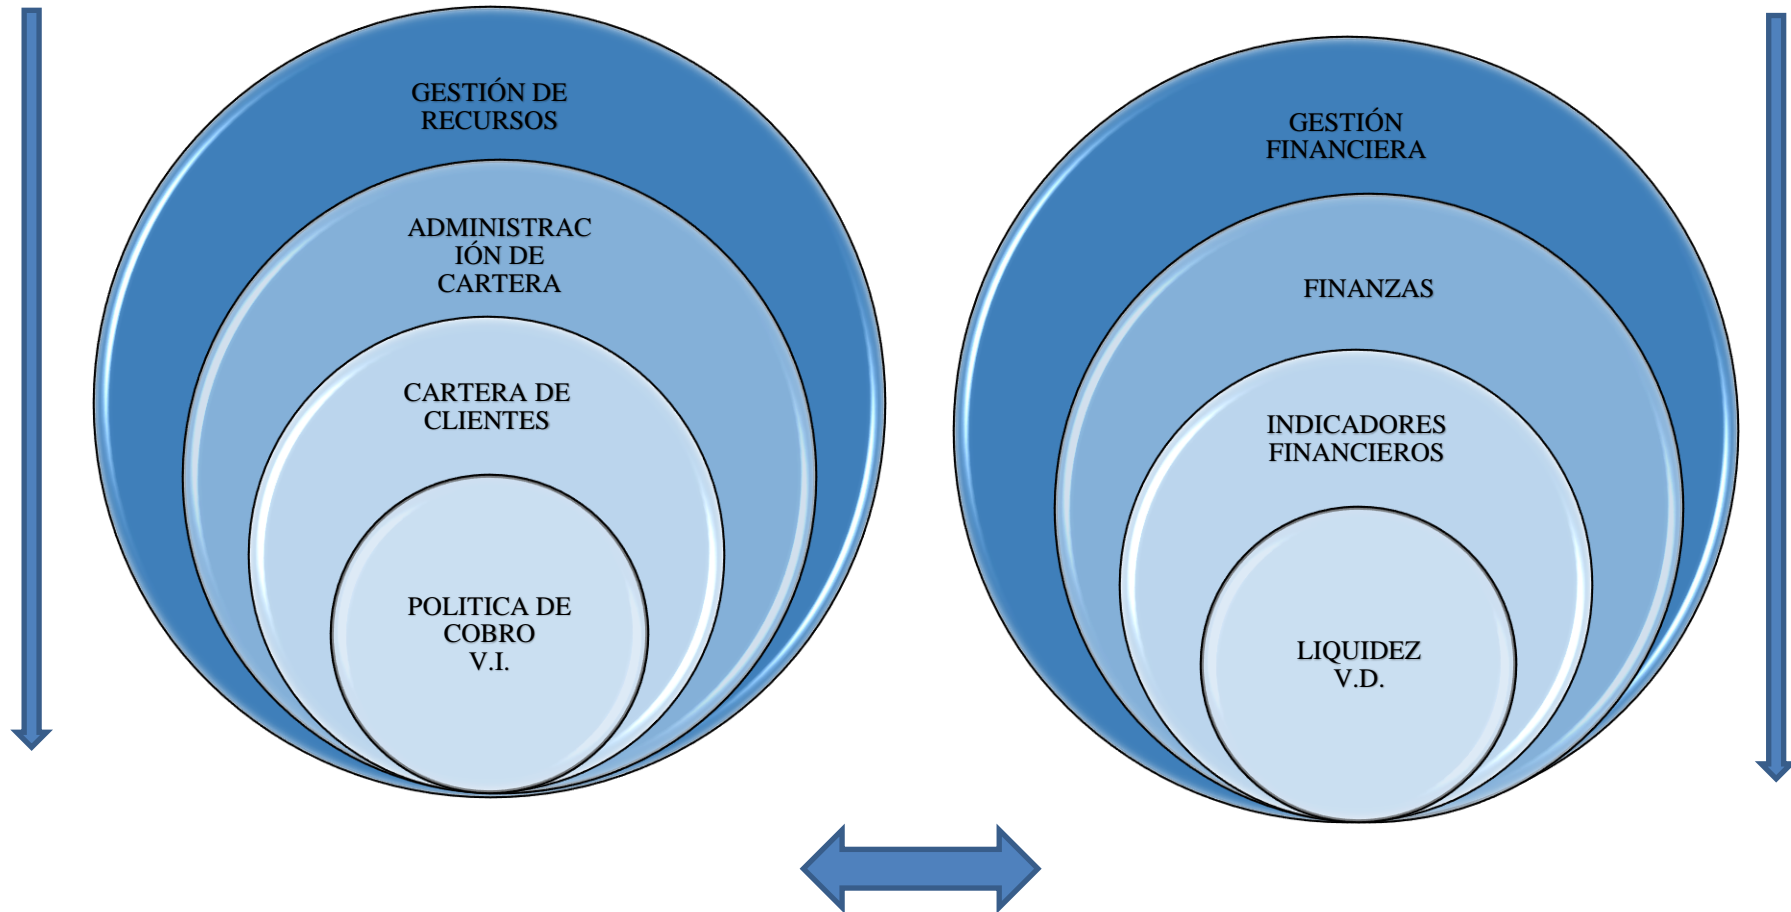 GESTIÓN DE
RECURSOS
ADMINISTRAC
IÓN DE
CARTERA
CARTERA DE
CLIENTES
POLITICA DE
COBRO
V.I.
GESTIÓN
FINANCIERA
FINANZAS
INDICADORES
FINANCIEROS
LIQUIDEZ
V.D.